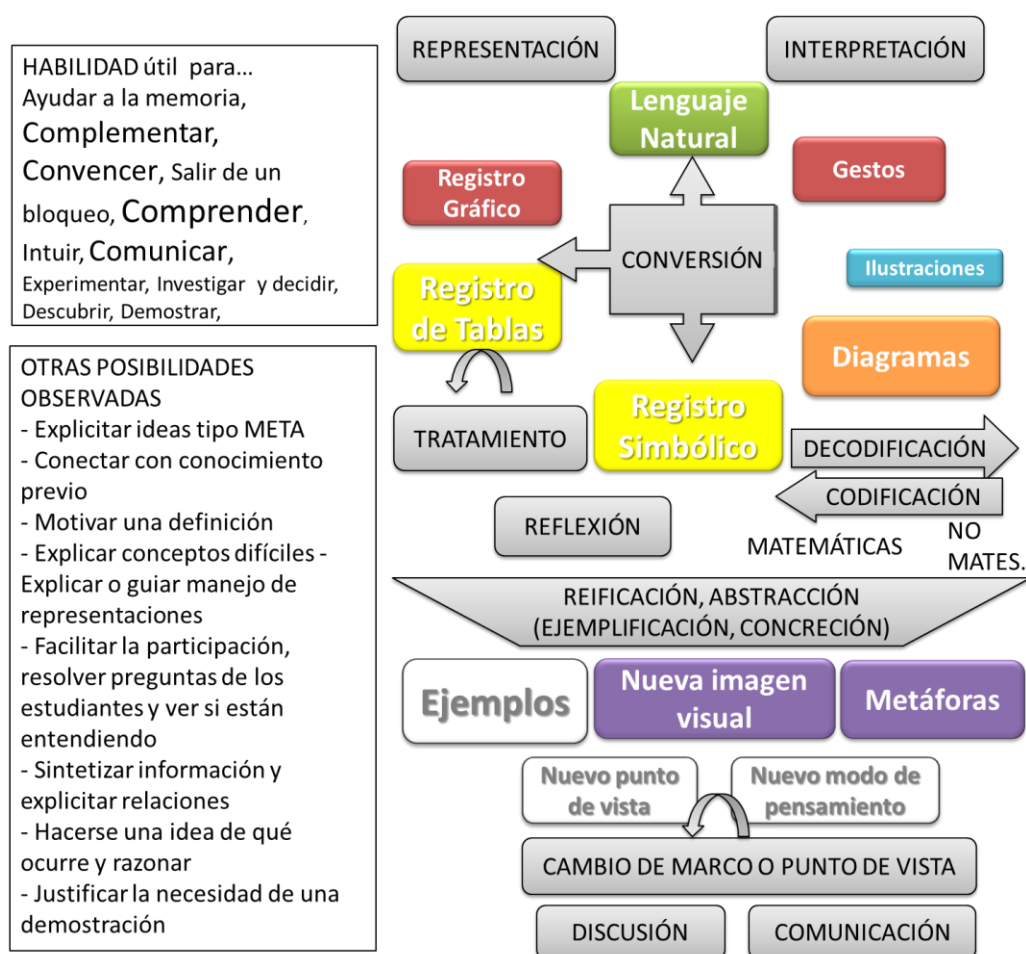 HABILIDAD útil para...
Ayudar a la memoria,
Complementar,
Convencer, Salir de un
bloqueo, Comprender,
Intuir, Comunicar,
Experimentar, Investigar y decidir,
Descubrir, Demostrar,
OTRAS POSIBILIDADES
OBSERVADAS
- Explicitar ideas tipo META
- Conectar con conocimiento
previo
- Motivar una definición
- Explicar conceptos difíciles -
Explicar o guiar manejo de
representaciones
- Facilitar la participación,
resolver preguntas de los
estudiantes y ver si están
entendiendo
- Sintetizar información y
explicitar relaciones
- Hacerse una idea de qué
ocurre y razonar
- Justificar la necesidad de una
demostración
REPRESENTACIÓN
INTERPRETACIÓN
Lenguaje
Natural
Registro
Gráfico
Gestos
CONVERSIÓN
Ilustraciones
Registro
de Tablas
Diagramas
TRATAMIENTO
Registro
Simbólico
DECODIFICACIÓN
CODIFICACIÓN
REFLEXIÓN
MATEMÁTICAS
NO
MATES.
REIFICACIÓN, ABSTRACCIÓN
(EJEMPLIFICACIÓN, CONCRECIÓN)
Ejemplos
Nueva imagen
visual
Metáforas
Nuevo punto
de vista
Nuevo modo de
pensamiento
CAMBIO DE MARCO O PUNTO DE VISTA
DISCUSIÓN
COMUNICACIÓN